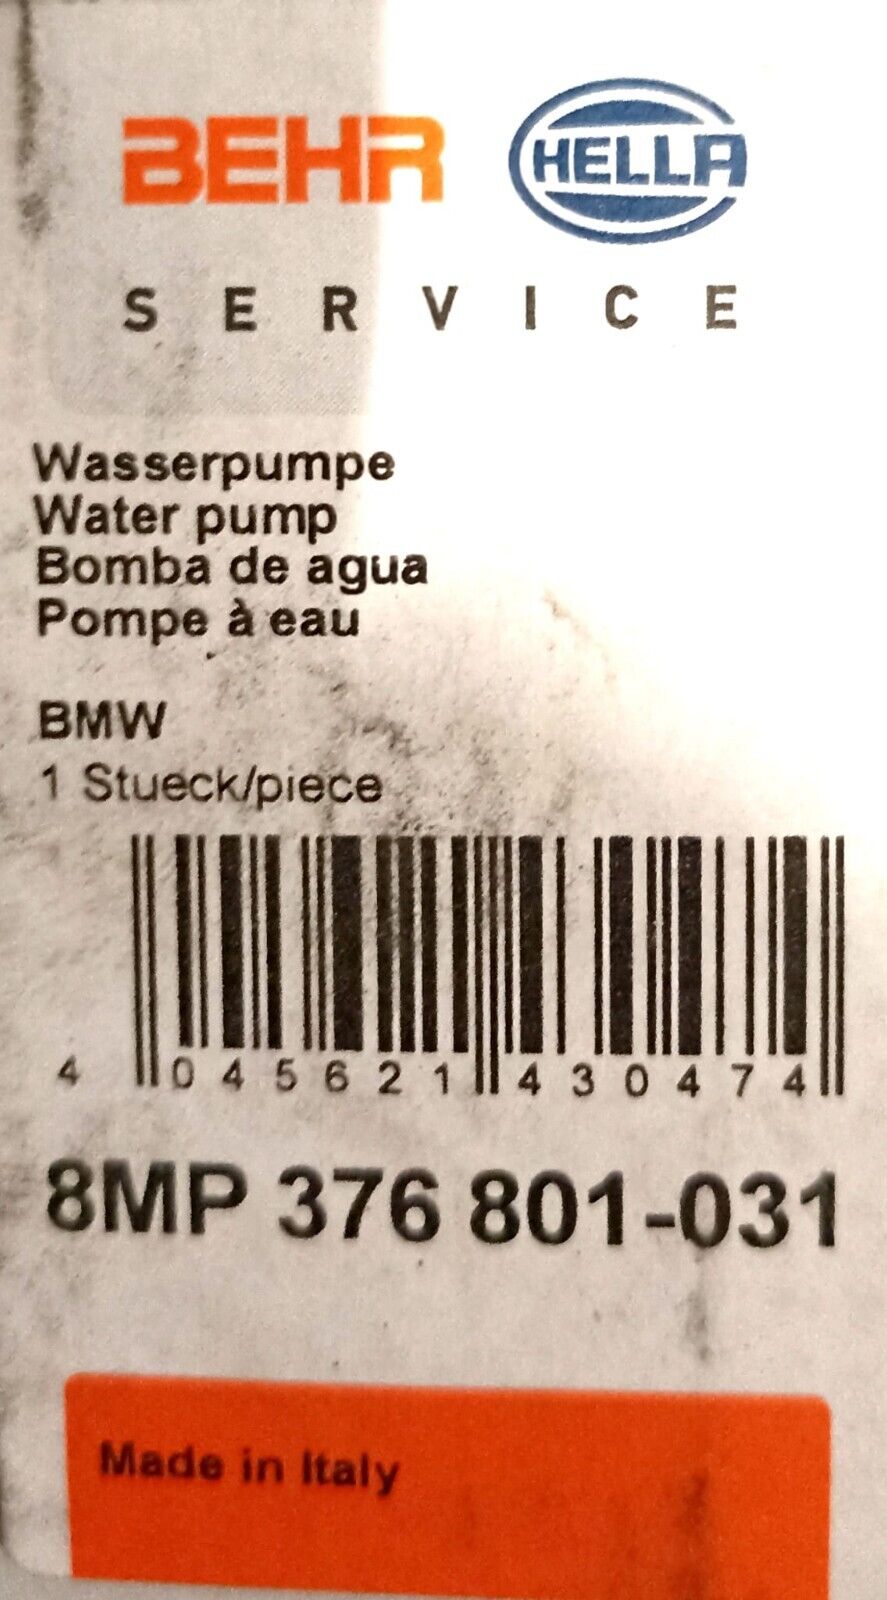 BEHR HELLA
SERVICE
Wasserpumpe
Water pump
Bomba de agua
Pompe à eau
BMW
1 Stueck/piece
4 045621 430474
8MP 376 801-031
Made in Italy